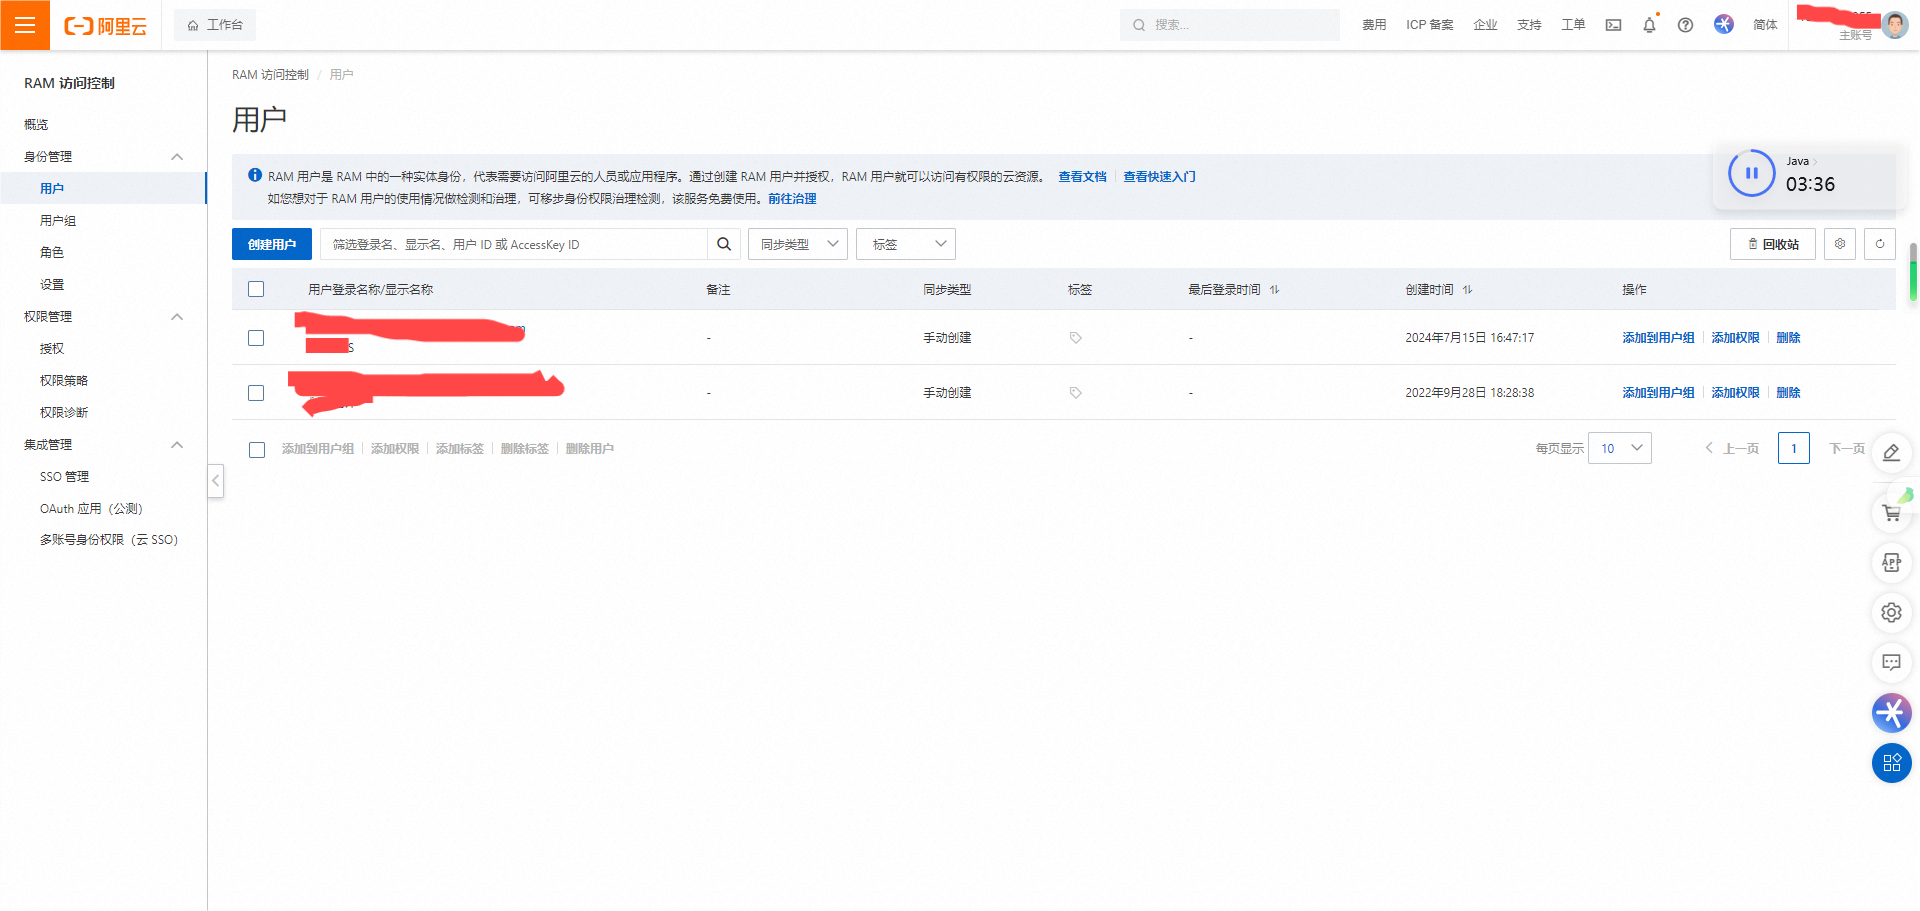 阿里云
工作台
搜索...
费用
ICP 备案
企业
支持
工单
简体
主账号
RAM 访问控制
概览
身份管理
用户
用户组
角色
设置
权限管理
授权
权限策略
权限诊断
集成管理
SSO 管理
OAuth 应用（公测）
多账号身份权限（云 SSO）
RAM 访问控制 / 用户
用户
RAM 用户是 RAM 中的一种实体身份，代表需要访问阿里云的人员或应用程序。通过创建 RAM 用户并授权，RAM 用户就可以访问有权限的云资源。 查看文档 查看快速入门
如您想对于 RAM 用户的使用情况做检测和治理，可移步身份权限治理检测，该服务免费使用。前往治理
Java
03:36
创建用户
筛选登录名、显示名、用户 ID 或 AccessKey ID
同步类型
标签
回收站
用户登录名称/显示名称 备注 同步类型 标签 最后登录时间 创建时间 操作
- 手动创建 - 2024年7月15日 16:47:17 添加到用户组 添加权限 删除
- 手动创建 - 2022年9月28日 18:28:38 添加到用户组 添加权限 删除
添加到用户组 添加权限 添加标签 删除标签 删除用户
每页显示 10 上一页 1 下一页
APP